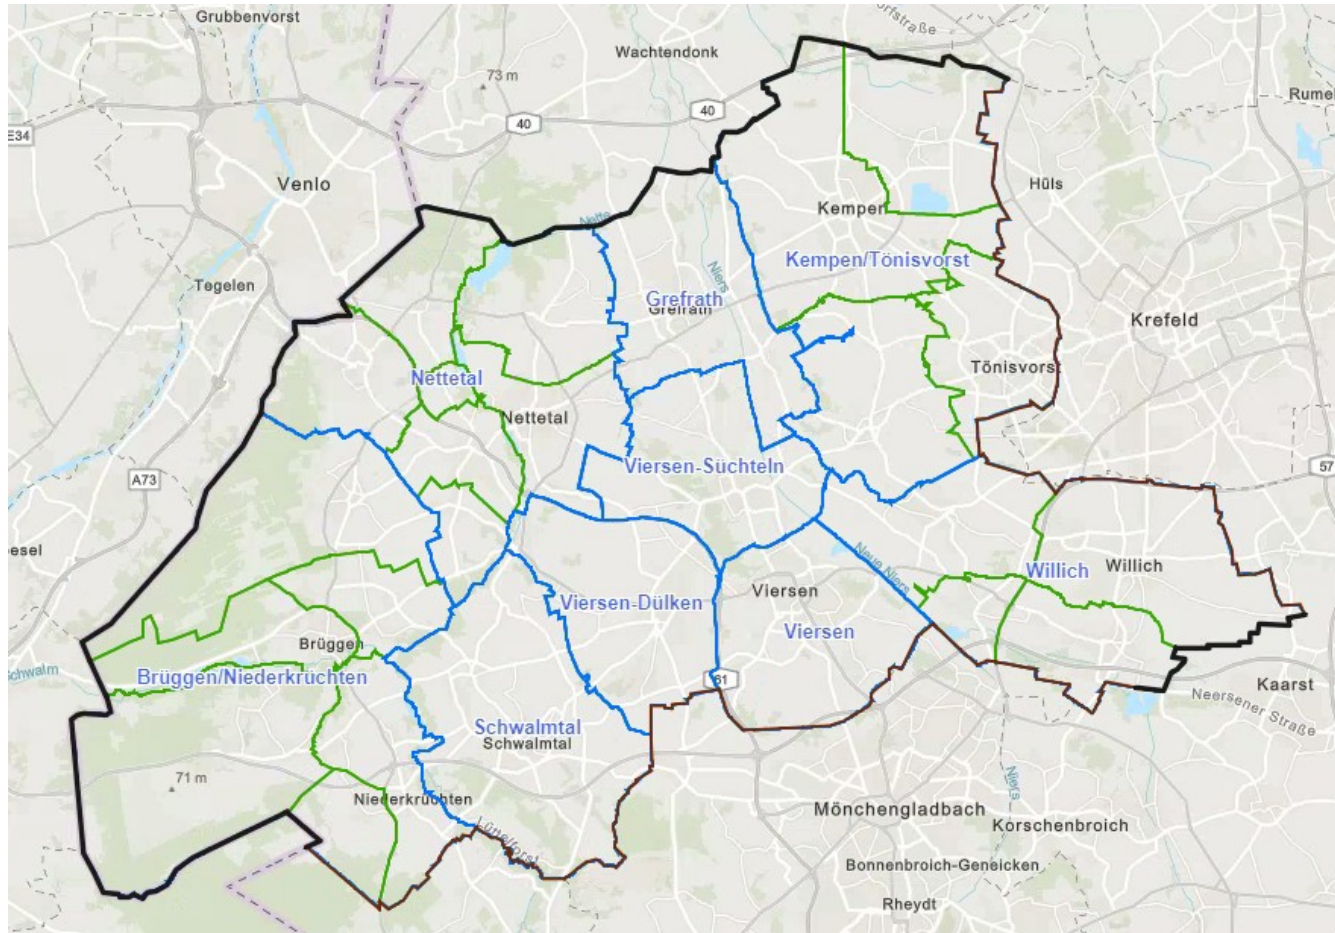 Grubbenvorst
Wachtendonk
73 m
40
40
Rumel
E34
Venlo
Hüls
Kempen
Nette
Kempen/Tönisvorst
Niers
Tegelen
Grefrath
Grefrath
Krefeld
Tönisvorst
Nettetal
Nettetal
Viersen-Süchteln
57
A73
esel
Neue Niers
Willich
Willich
Viersen
Viersen-Dülken
Viersen
Brüggen
Schwalm
Brüggen/Niederkrüchten
61
Kaarst
Neersener Straße
Schwalmtal
Schwalmtal
71 m
Niers
Niederkrüchten
Mönchengladbach
Korschenbroich
Lüttelforst
Bonnenbroich-Geneicken
Rheydt